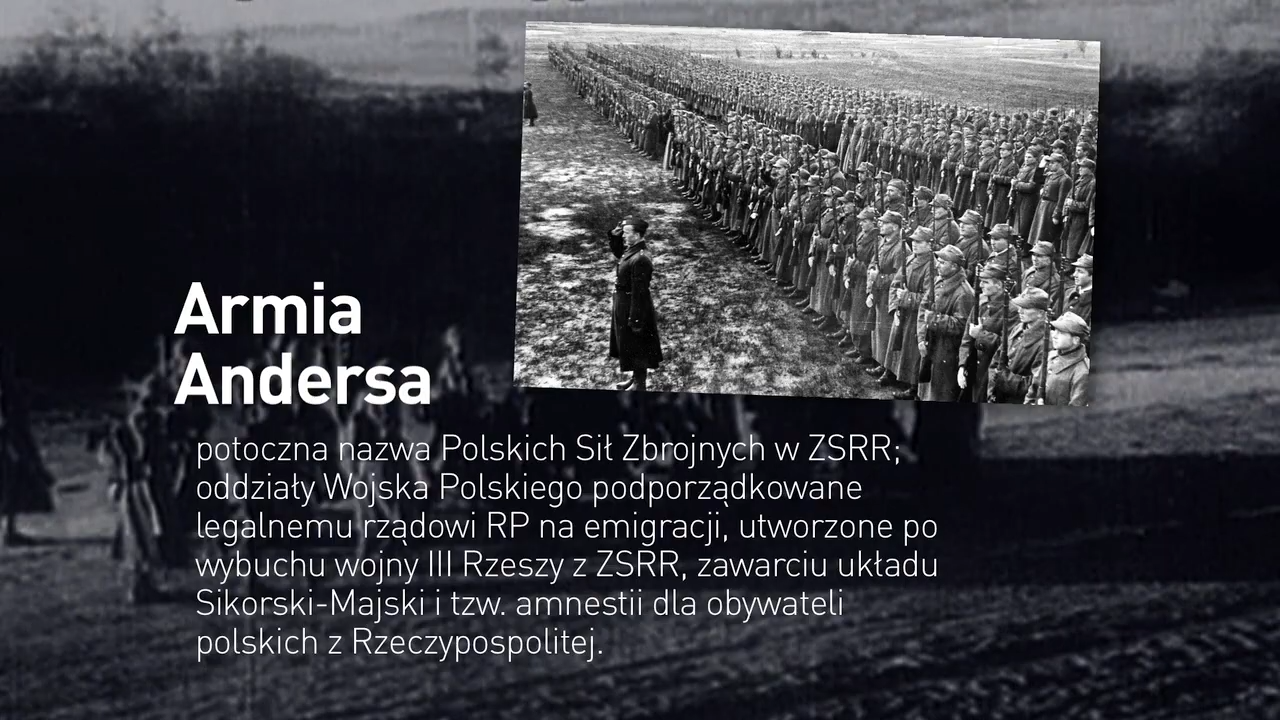 Armia
Andersa
potoczna nazwa Polskich Sił Zbrojnych w ZSRR;
oddziały Wojska Polskiego podporządkowane
legalnemu rządowi RP na emigracji, utworzone po
wybuchu wojny III Rzeszy z ZSRR, zawarciu układu
Sikorski-Majski i tzw. amnestii dla obywateli
polskich z Rzeczypospolitej.